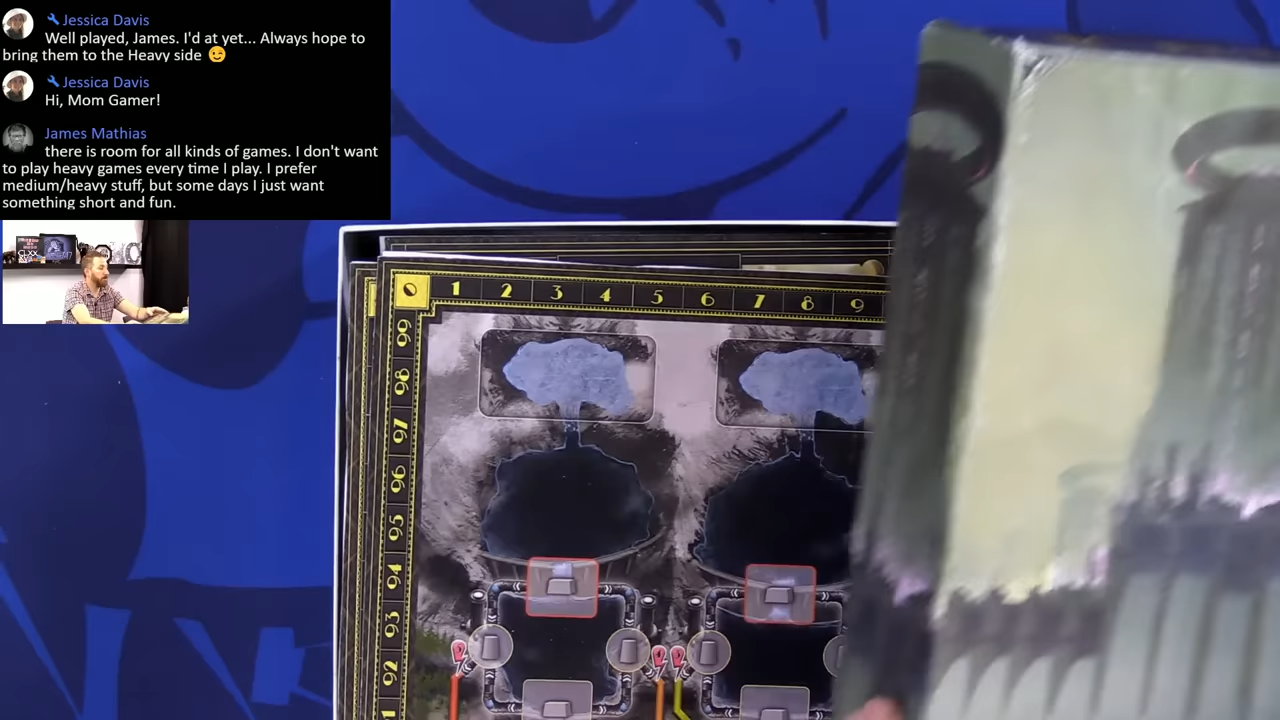 Jessica Davis
Well played, James. I'd at yet... Always hope to
bring them to the Heavy side 😉
Jessica Davis
Hi, Mom Gamer!
James Mathias
there is room for all kinds of games. I don't want
to play heavy games every time I play. I prefer
medium/heavy stuff, but some days I just want
something short and fun.
0 1 2 3 4 5 6 7 8 9
99
98
97
96
95
94
93
92